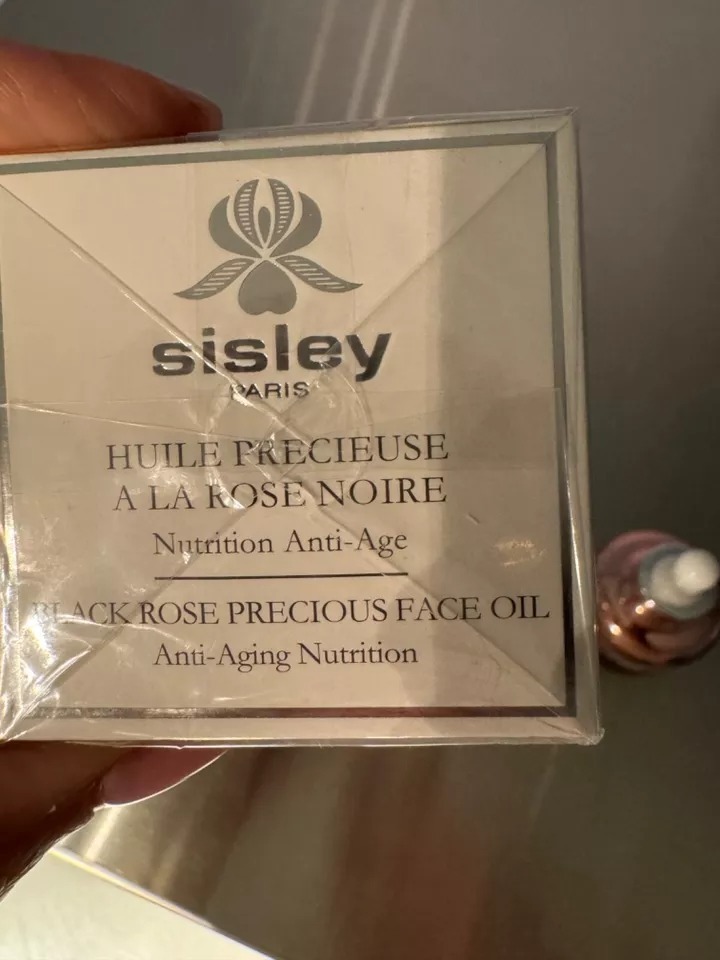 sisley
PARIS
HUILE PRECIEUSE
A LA ROSE NOIRE
Nutrition Anti-Age
BLACK ROSE PRECIOUS FACE OIL
Anti-Aging Nutrition